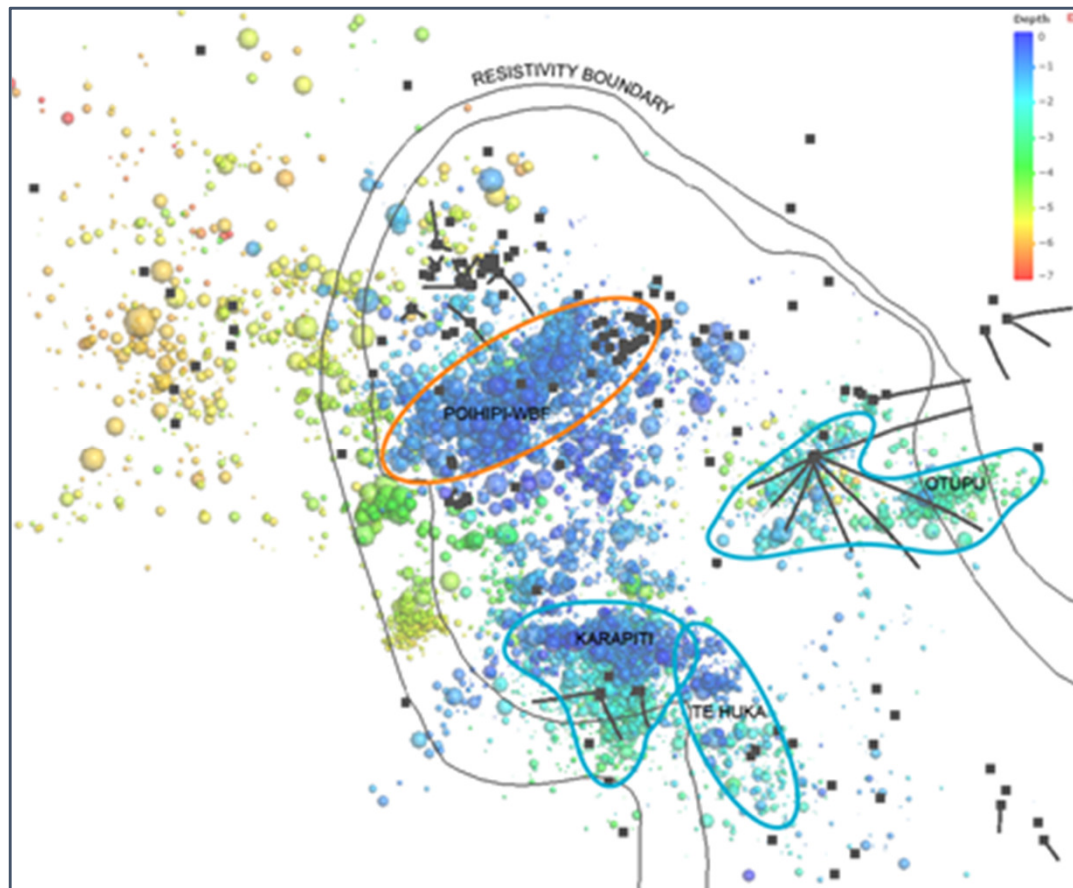 Depth
RESISTIVITY BOUNDARY
0
-1
-2
-3
-4
-5
-6
-7
POIHIPI-WBF
OTUPU
KARAPITI
TE HUKA